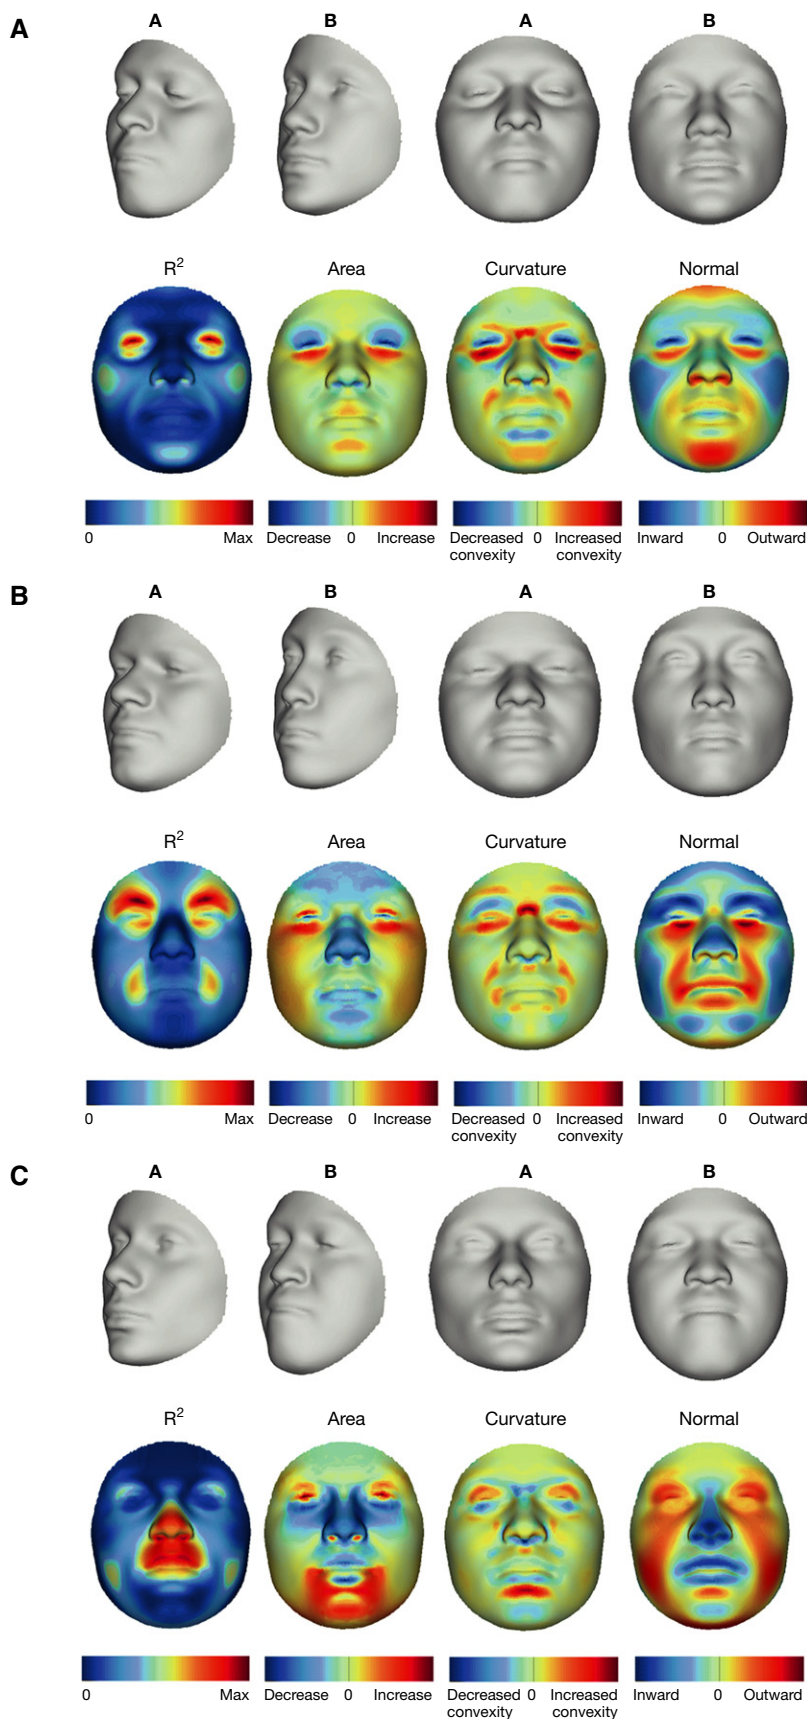 A
A B A B
R² Area Curvature Normal
0 Max Decrease 0 Increase Decreased convexity 0 Increased convexity Inward 0 Outward
B
A B A B
R² Area Curvature Normal
0 Max Decrease 0 Increase Decreased convexity 0 Increased convexity Inward 0 Outward
C
A B A B
R² Area Curvature Normal
0 Max Decrease 0 Increase Decreased convexity 0 Increased convexity Inward 0 Outward